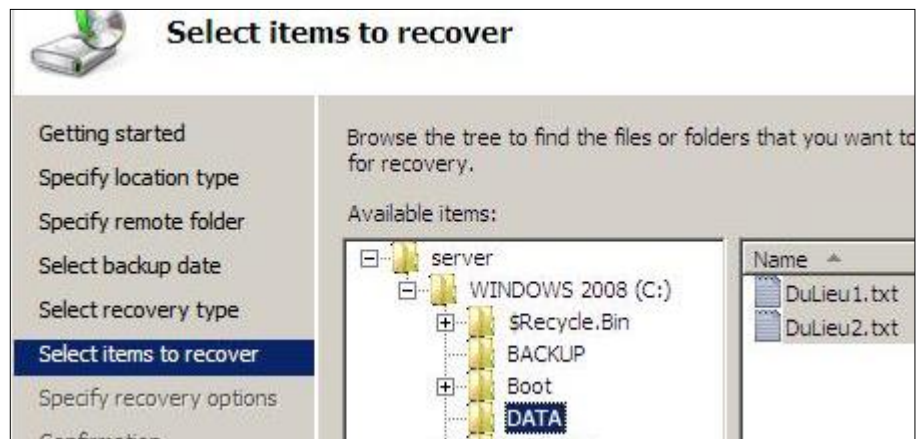 Select items to recover
Getting started
Specify location type
Specify remote folder
Select backup date
Select recovery type
Select items to recover
Specify recovery options
Confirmation
Browse the tree to find the files or folders that you want to
for recovery.
Available items:
server
WINDOWS 2008 (C:)
$Recycle.Bin
BACKUP
Boot
DATA
Name
DuLieu1.txt
DuLieu2.txt